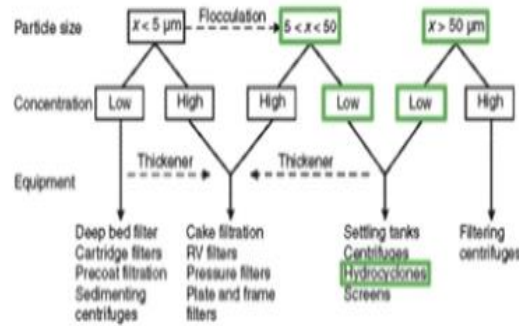 Flocculation
Particle size x < 5 μm 5 < x < 50 x > 50 μm
Concentration Low High High Low Low High
Thickener Thickener
Equipment
Deep bed filter
Cartridge filters
Precoat filtration
Sedimenting
centrifuges
Cake filtration
RV filters
Pressure filters
Plate and frame
filters
Settling tanks
Centrifuges
Hydrocyclones
Screens
Filtering
centrifuges